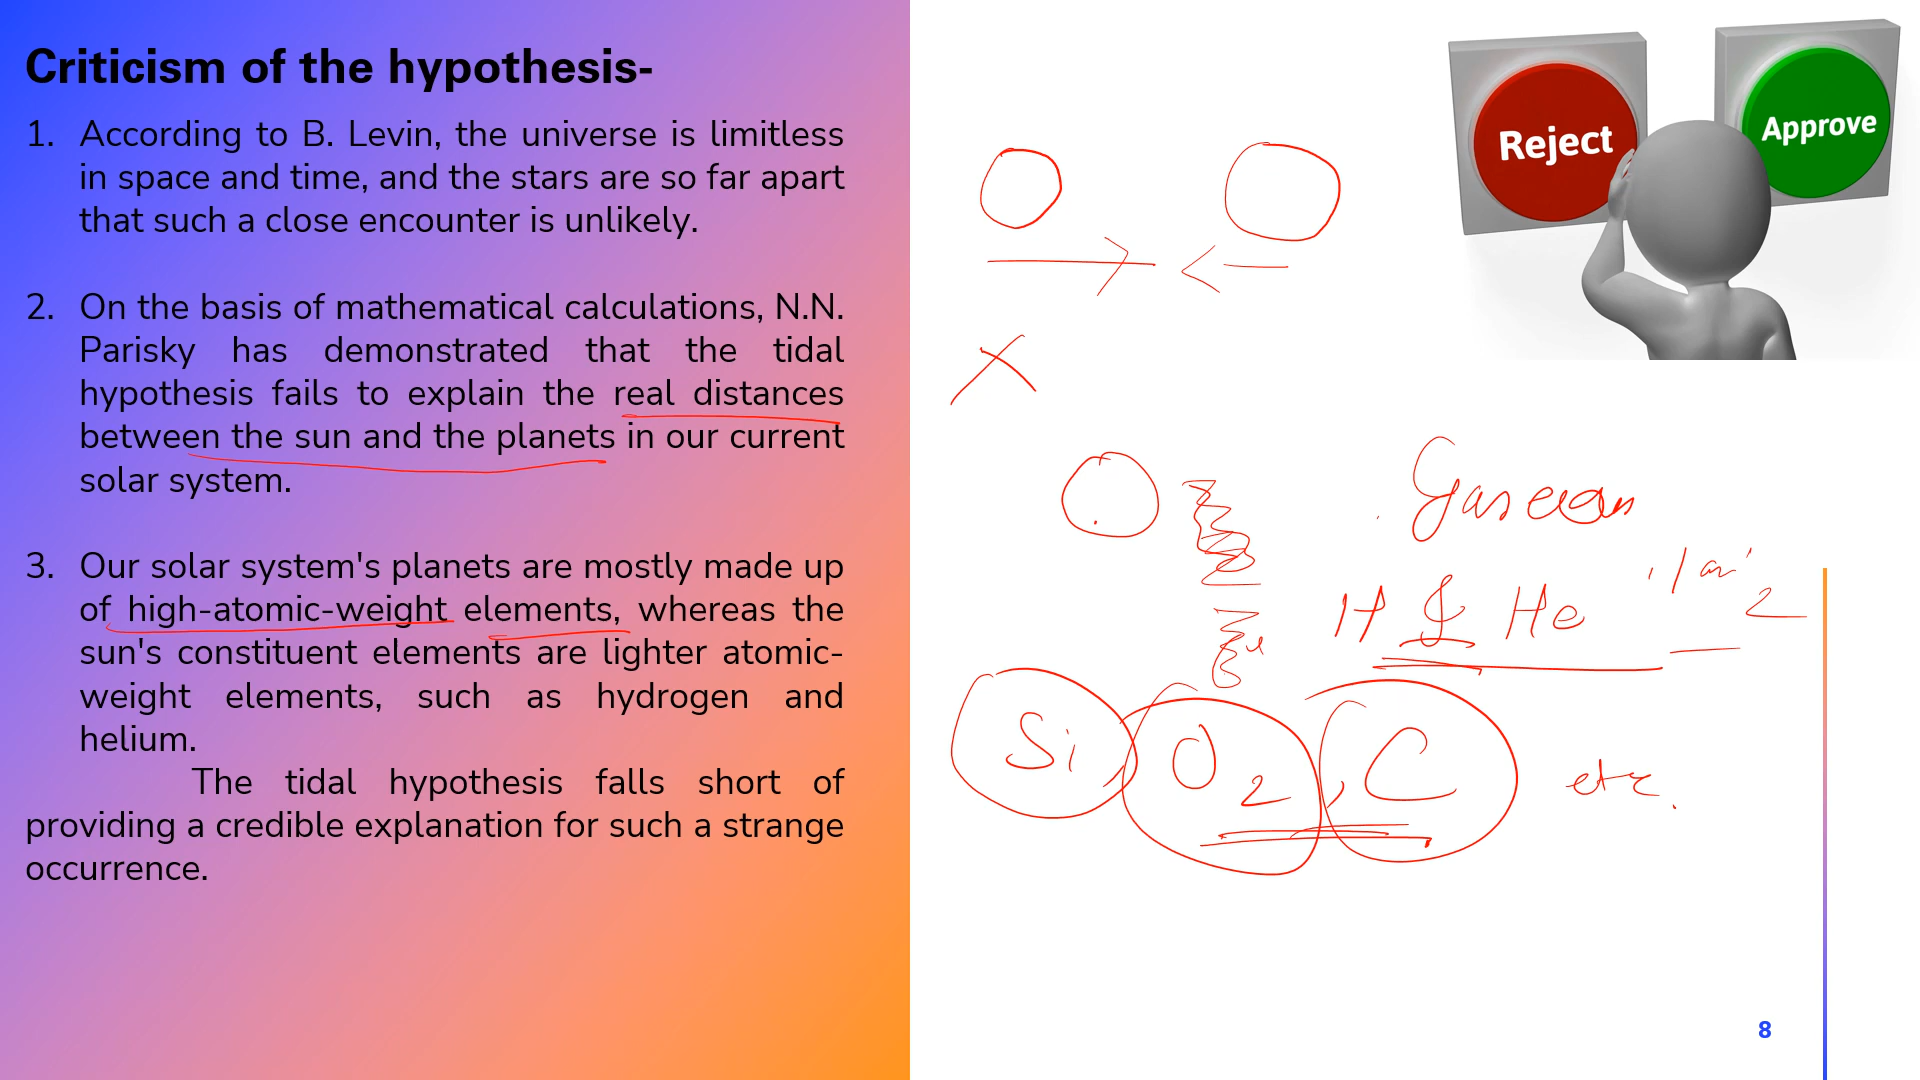 Criticism of the hypothesis-
1. According to B. Levin, the universe is limitless
in space and time, and the stars are so far apart
that such a close encounter is unlikely.
2. On the basis of mathematical calculations, N.N.
Parisky has demonstrated that the tidal
hypothesis fails to explain the real distances
between the sun and the planets in our current
solar system.
3. Our solar system's planets are mostly made up
of high-atomic-weight elements, whereas the
sun's constituent elements are lighter atomic-
weight elements, such as hydrogen and
helium.
The tidal hypothesis falls short of
providing a credible explanation for such a strange
occurrence.
Reject
Approve
H & He
Si, O2, C etc.
8